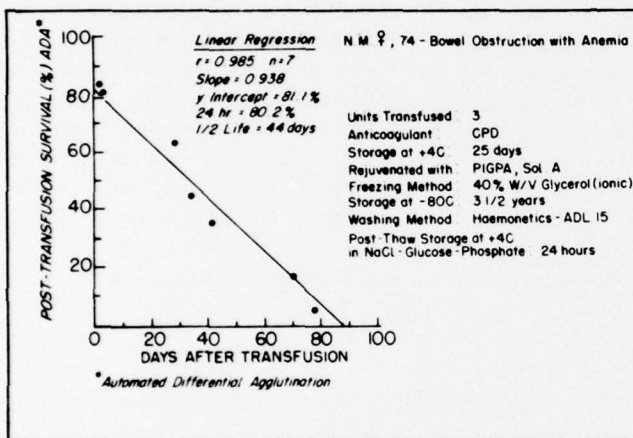 POST-TRANSFUSION SURVIVAL (%) ADA*
100
80
60
40
20
0
20
40
60
80
100
DAYS AFTER TRANSFUSION
*Automated Differential Agglutination
Linear Regression
r = 0.985 n = 7
Slope = 0.938
y Intercept = 81.1%
24 hr = 80.2%
1/2 Life = 44 days
N.M. ♀, 74 - Bowel Obstruction with Anemia
Units Transfused: 3
Anticoagulant: CPD
Storage at +4C: 25 days
Rejuvenated with: PIGPA, Sol. A
Freezing Method: 40% W/V Glycerol (ionic)
Storage at -80C: 3 1/2 years
Washing Method: Haemonetics - ADL 15
Post-Thaw Storage at +4C
in NaCl-Glucose-Phosphate: 24 hours